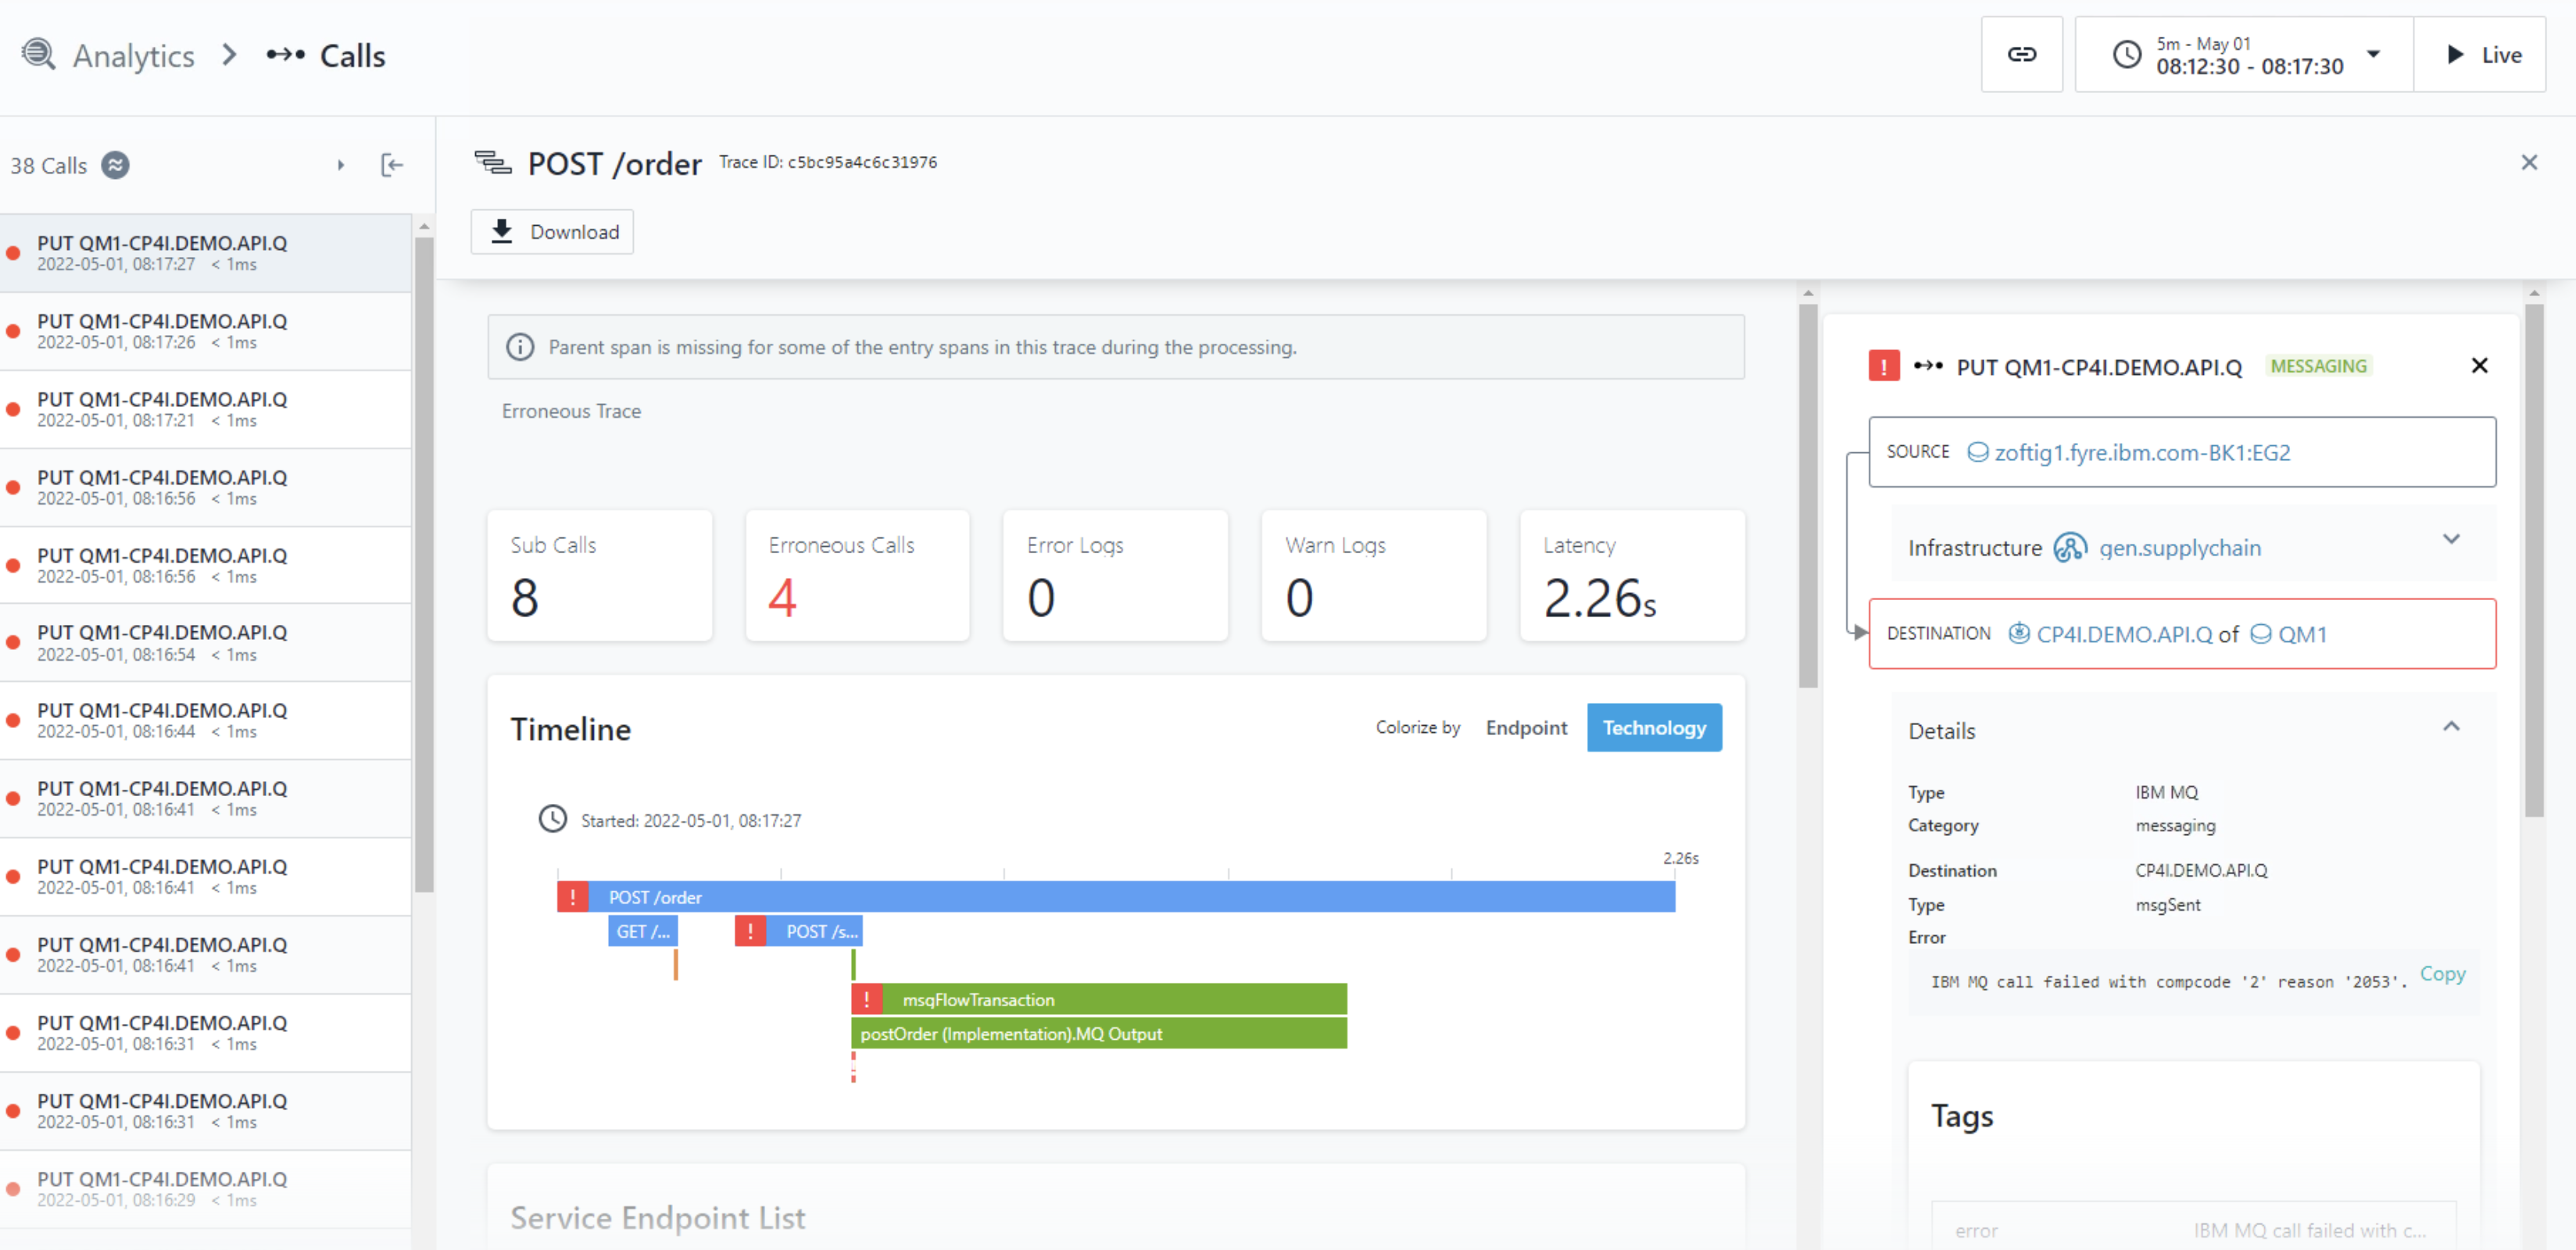 Analytics > Calls
5m - May 01
08:12:30 - 08:17:30
Live
38 Calls
PUT QM1-CP4I.DEMO.API.Q
2022-05-01, 08:17:27 < 1ms
PUT QM1-CP4I.DEMO.API.Q
2022-05-01, 08:17:26 < 1ms
PUT QM1-CP4I.DEMO.API.Q
2022-05-01, 08:17:21 < 1ms
PUT QM1-CP4I.DEMO.API.Q
2022-05-01, 08:16:56 < 1ms
PUT QM1-CP4I.DEMO.API.Q
2022-05-01, 08:16:56 < 1ms
PUT QM1-CP4I.DEMO.API.Q
2022-05-01, 08:16:54 < 1ms
PUT QM1-CP4I.DEMO.API.Q
2022-05-01, 08:16:44 < 1ms
PUT QM1-CP4I.DEMO.API.Q
2022-05-01, 08:16:41 < 1ms
PUT QM1-CP4I.DEMO.API.Q
2022-05-01, 08:16:41 < 1ms
PUT QM1-CP4I.DEMO.API.Q
2022-05-01, 08:16:41 < 1ms
PUT QM1-CP4I.DEMO.API.Q
2022-05-01, 08:16:31 < 1ms
PUT QM1-CP4I.DEMO.API.Q
2022-05-01, 08:16:31 < 1ms
PUT QM1-CP4I.DEMO.API.Q
2022-05-01, 08:16:29 < 1ms
POST /order Trace ID: c5bc95a4c6c31976
Download
Parent span is missing for some of the entry spans in this trace during the processing.
Erroneous Trace
Sub Calls
8
Erroneous Calls
4
Error Logs
0
Warn Logs
0
Latency
2.26s
Timeline
Colorize by Endpoint Technology
Started: 2022-05-01, 08:17:27
2.26s
! POST /order
GET /...
! POST /s...
! msgFlowTransaction
postOrder (Implementation).MQ Output
Service Endpoint List
! PUT QM1-CP4I.DEMO.API.Q MESSAGING
SOURCE zoftig1.fyre.ibm.com-BK1:EG2
Infrastructure gen.supplychain
DESTINATION CP4I.DEMO.API.Q of QM1
Details
Type IBM MQ
Category messaging
Destination CP4I.DEMO.API.Q
Type msgSent
Error
IBM MQ call failed with compcode '2' reason '2053'. Copy
Tags
error IBM MQ call failed with c...